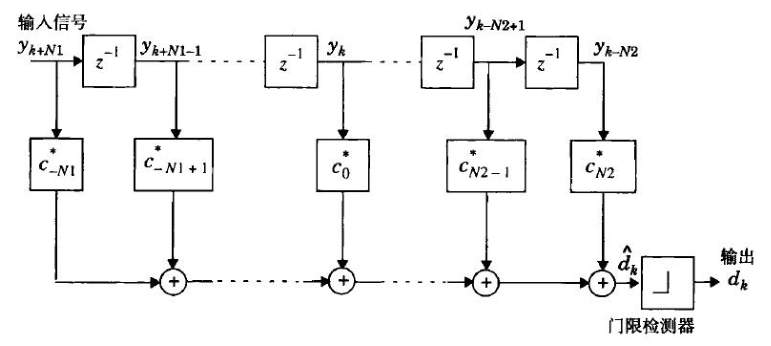 输入信号
y_{k+N1} z^{-1} y_{k+N1-1} z^{-1} y_k z^{-1} y_{k-N2+1} z^{-1} y_{k-N2}
c^*_{-N1} c^*_{-N1+1} c^*_0 c^*_{N2-1} c^*_{N2}
+ + + + \hat{d}_k 输出 d_k
门限检测器